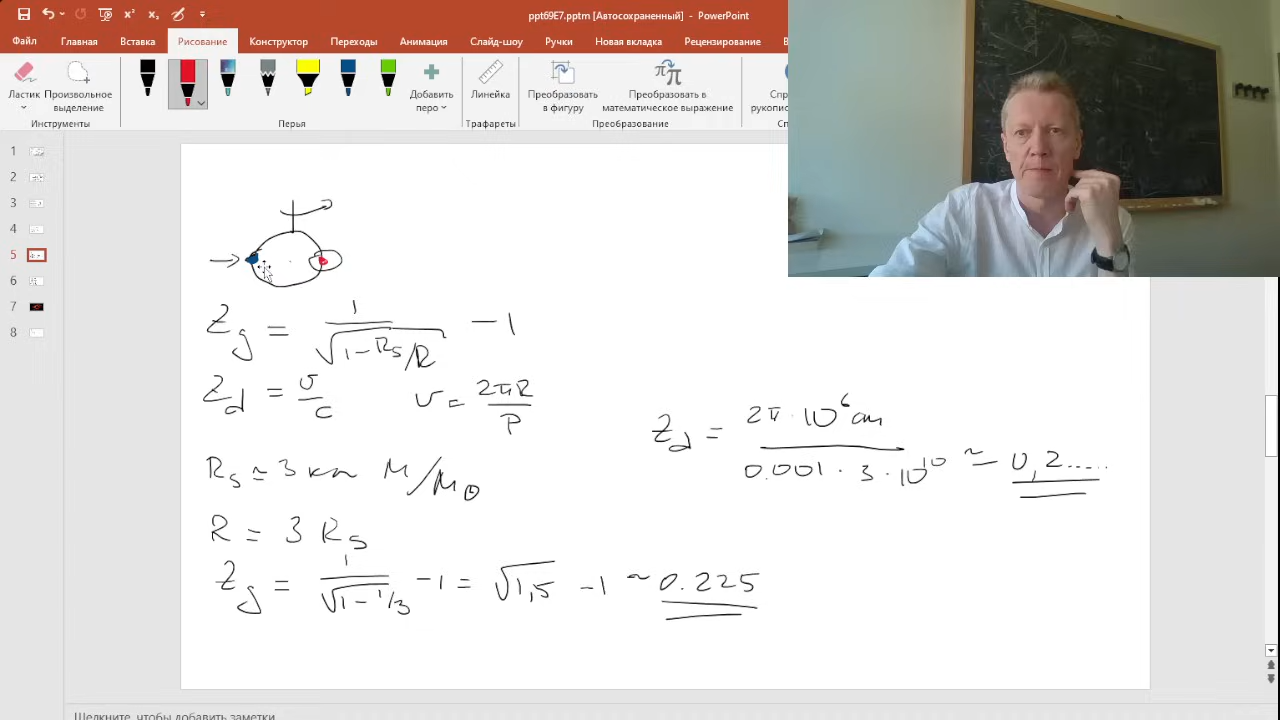 ppt69E7.pptm [Автосохраненный] - PowerPoint
Файл Главная Вставка Рисование Конструктор Переходы Анимация Слайд-шоу Ручки Новая вкладка Рецензирование В
Ластик Произвольное выделение Добавить перо Линейка Преобразовать в фигуру Преобразовать в математическое выражение Сп рукопис
Инструменты Перья Трафареты Преобразование П
1
2
3
4
5
6
7
8
Z_g = 1/√(1-R_s/R) - 1
Z_d = v/c v = 2πR/P
Z_d = 2π·10^6 cm / 0.001·3·10^10 ≈ 0,2.....
R_s ≈ 3 км M/M_⊙
R = 3 R_s
Z_g = 1/√(1-1/3) -1 = √1,5 -1 ~ 0.225
Щелкните, чтобы добавить заметки